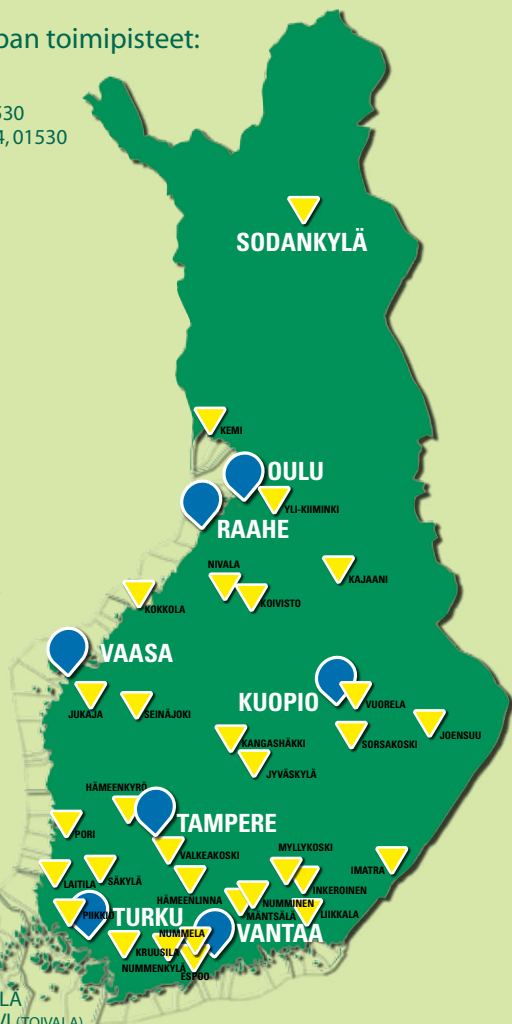 pan toimipisteet:
530
4, 01530
SODANKYLÄ
KEMI
OULU
YLI-KIIMINKI
RAAHE
NIVALA
KAJAANI
KOIVISTO
KOKKOLA
VAASA
KUOPIO
VUORELA
JUKAJA
SEINÄJOKI
JOENSUU
SORSAKOSKI
KANGASHÄKKI
JYVÄSKYLÄ
HÄMEENKYRÖ
TAMPERE
PORI
MYLLYKOSKI
VALKEAKOSKI
IMATRA
LAITILA
SÄKYLÄ
INKEROINEN
HÄMEENLINNA
NUMMINEN
PIIKKIÖ
TURKU
MÄNTSÄLÄ
LIIKKALA
NUMMELA
VANTAA
KRUUSILA
NUMMENKYLÄ
ESPOO
LÄ
VI (TOIVALA)